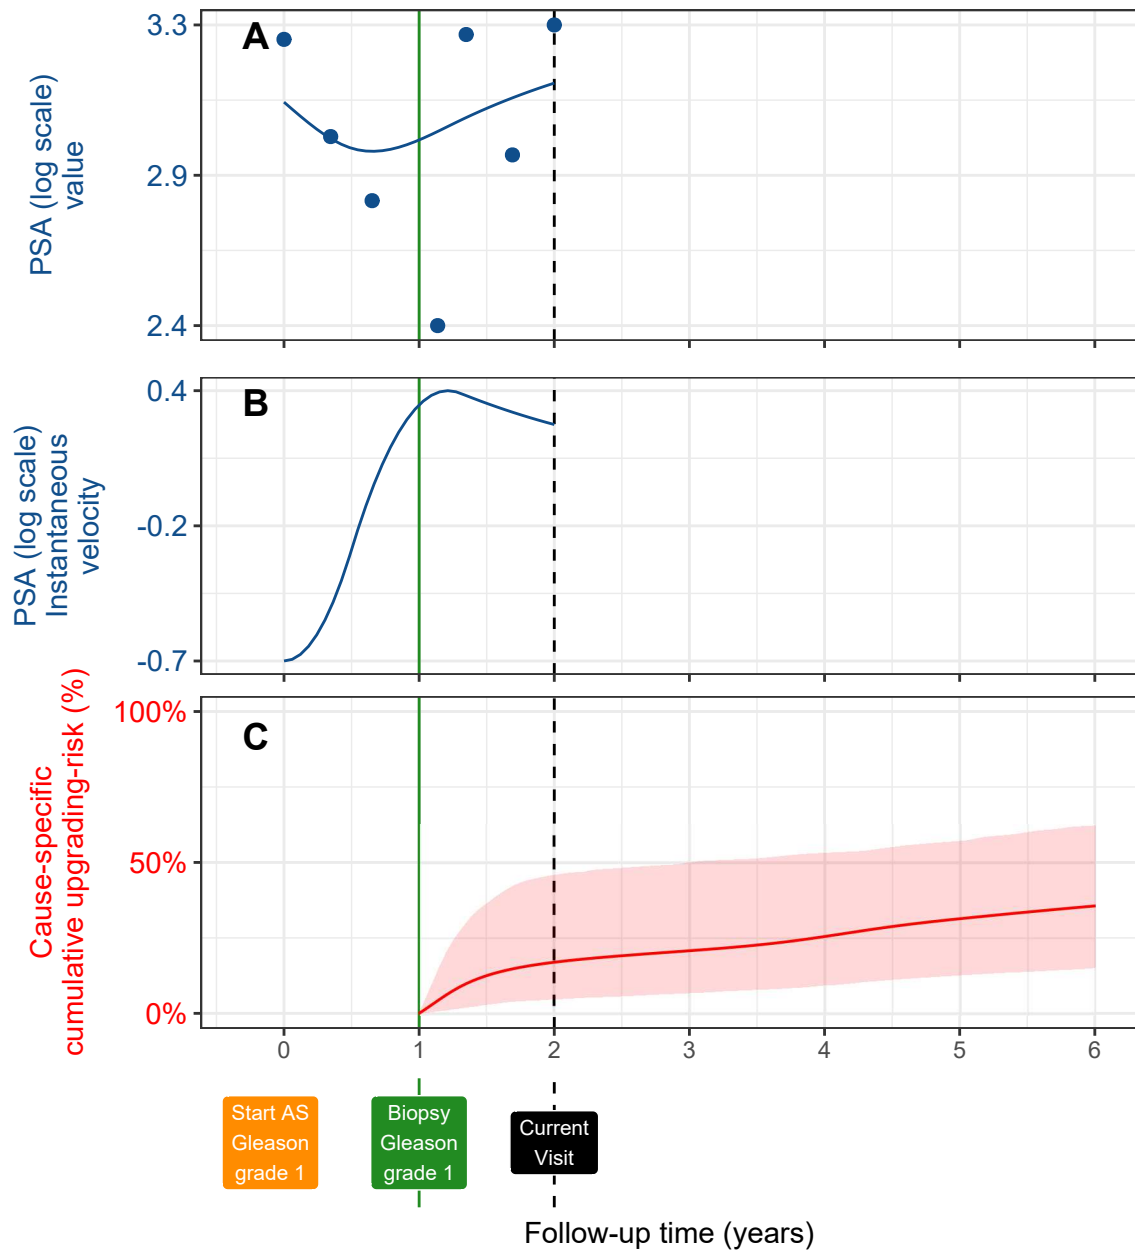 A
3.3
2.9
2.4
PSA (log scale)
value
B
0.4
-0.2
-0.7
PSA (log scale)
Instantaneous
velocity
C
100%
50%
0%
Cause-specific
cumulative upgrading-risk (%)
0 1 2 3 4 5 6
Start AS
Gleason
grade 1
Biopsy
Gleason
grade 1
Current
Visit
Follow-up time (years)